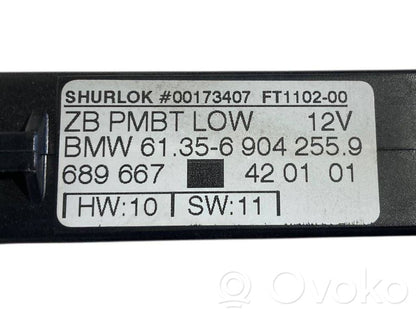 SHURLOK #00173407 FT1102-00
ZB PMBT LOW 12V
BMW 61.35-6 904 255.9
689 667 42 01 01
HW:10 SW:11
OVOKO